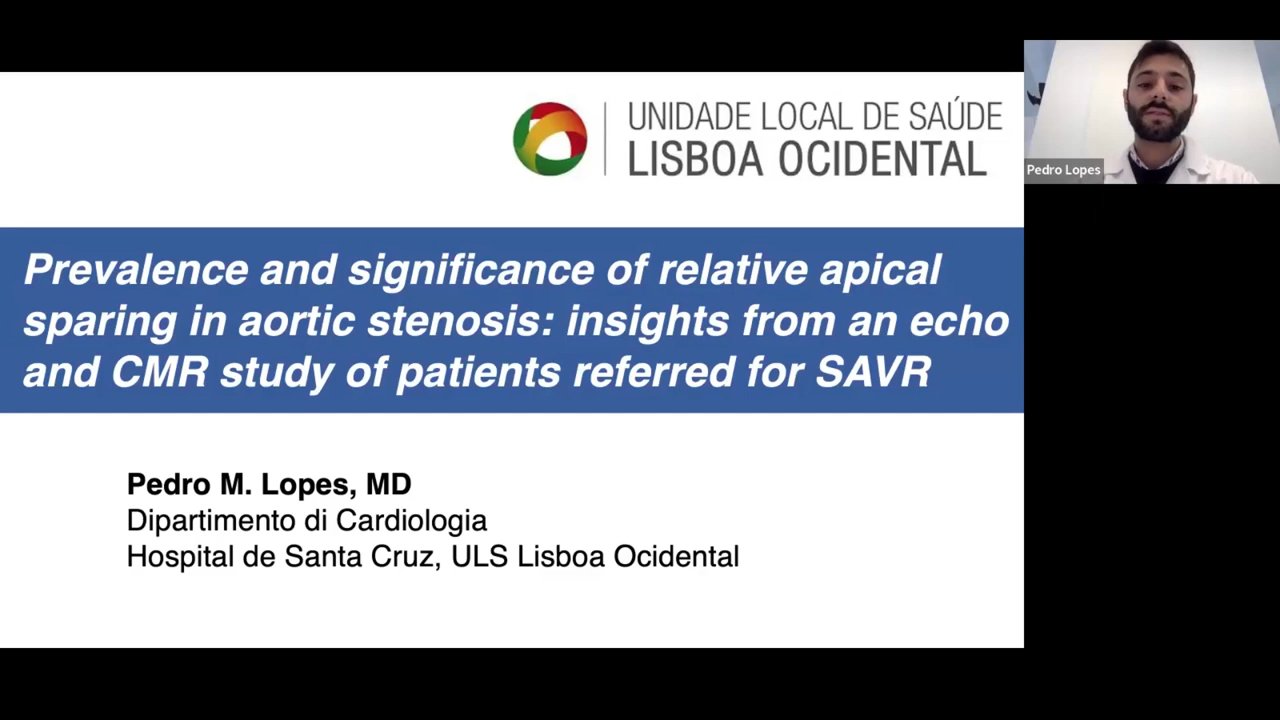 UNIDADE LOCAL DE SAÚDE
LISBOA OCIDENTAL
Pedro Lopes
Prevalence and significance of relative apical
sparing in aortic stenosis: insights from an echo
and CMR study of patients referred for SAVR
Pedro M. Lopes, MD
Dipartimento di Cardiologia
Hospital de Santa Cruz, ULS Lisboa Ocidental